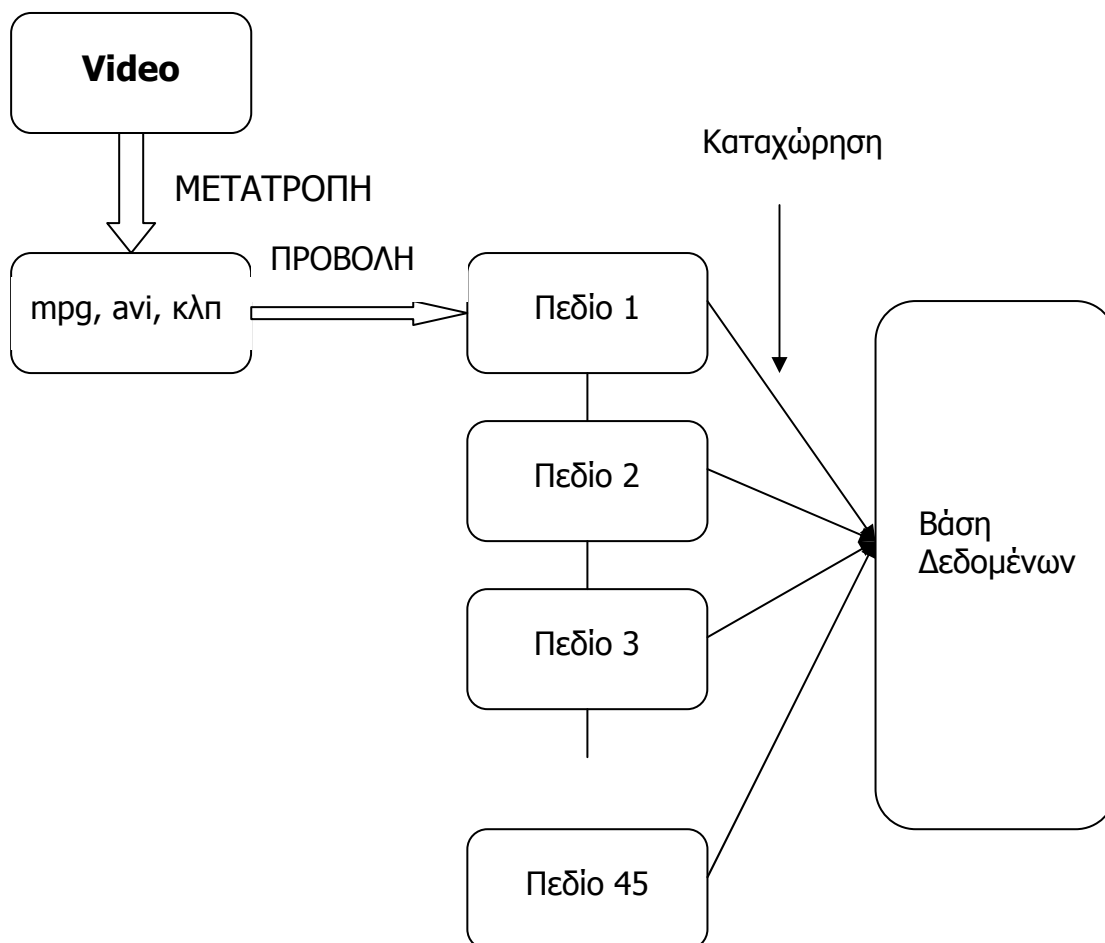 Video
Καταχώρηση
ΜΕΤΑΤΡΟΠΗ
ΠΡΟΒΟΛΗ
mpg, avi, κλπ
Πεδίο 1
Πεδίο 2
Βάση
Δεδομένων
Πεδίο 3
Πεδίο 45